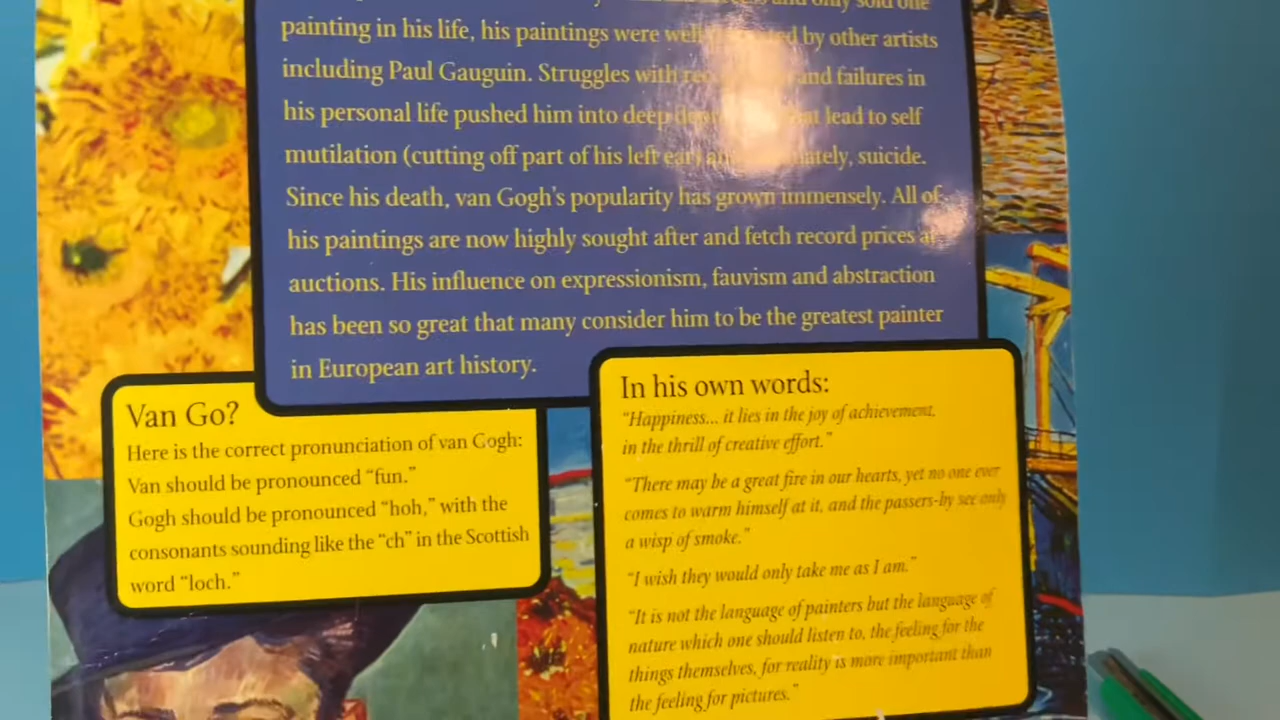 and only sold one
painting in his life, his paintings were well by other artists
including Paul Gauguin. Struggles with and failures in
his personal life pushed him into deep lead to self
mutilation (cutting off part of his left ear) suicide.
Since his death, van Gogh's popularity has grown immensely. All of
his paintings are now highly sought after and fetch record prices at
auctions. His influence on expressionism, fauvism and abstraction
has been so great that many consider him to be the greatest painter
in European art history.
Van Go?
Here is the correct pronunciation of van Gogh:
Van should be pronounced "fun."
Gogh should be pronounced "hoh," with the
consonants sounding like the "ch" in the Scottish
word "loch."
In his own words:
"Happiness... it lies in the joy of achievement,
in the thrill of creative effort."
"There may be a great fire in our hearts, yet no one ever
comes to warm himself at it, and the passers-by see only
a wisp of smoke."
"I wish they would only take me as I am."
"It is not the language of painters but the language of
nature which one should listen to, the feeling for the
things themselves, for reality is more important than
the feeling for pictures."